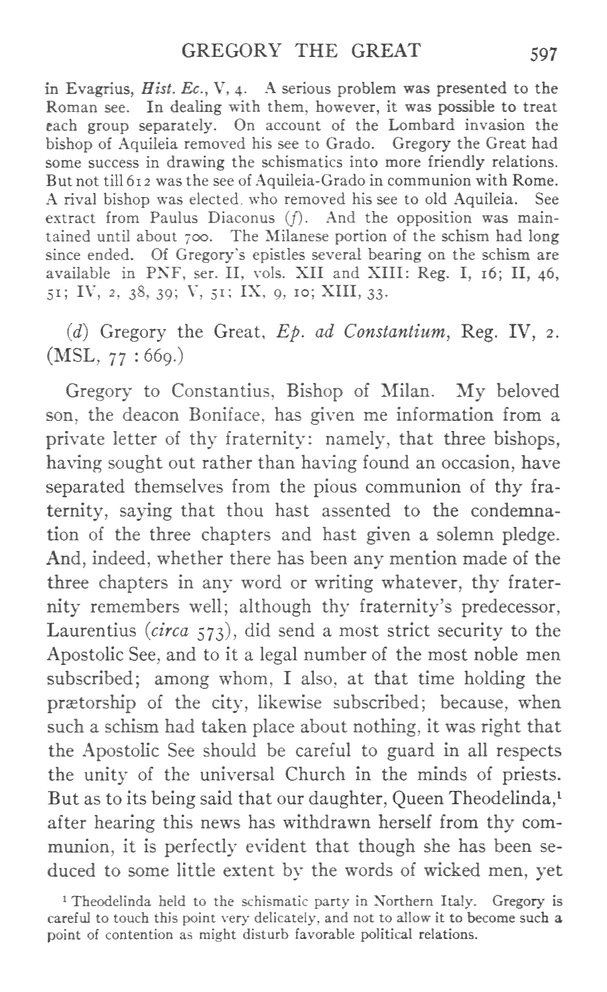 GREGORY THE GREAT 597
in Evagrius, Hist. Ec., V, 4. A serious problem was presented to the
Roman see. In dealing with them, however, it was possible to treat
each group separately. On account of the Lombard invasion the
bishop of Aquileia removed his see to Grado. Gregory the Great had
some success in drawing the schismatics into more friendly relations.
But not till 612 was the see of Aquileia-Grado in communion with Rome.
A rival bishop was elected, who removed his see to old Aquileia. See
extract from Paulus Diaconus (f). And the opposition was main-
tained until about 700. The Milanese portion of the schism had long
since ended. Of Gregory's epistles several bearing on the schism are
available in PNF, ser. II, vols. XII and XIII: Reg. I, 16; II, 46,
51; IV, 2, 38, 39; V, 51; IX, 9, 10; XIII, 33.
(d) Gregory the Great, Ep. ad Constantium, Reg. IV, 2.
(MSL, 77 : 669.)
Gregory to Constantius, Bishop of Milan. My beloved
son, the deacon Boniface, has given me information from a
private letter of thy fraternity: namely, that three bishops,
having sought out rather than having found an occasion, have
separated themselves from the pious communion of thy fra-
ternity, saying that thou hast assented to the condemna-
tion of the three chapters and hast given a solemn pledge.
And, indeed, whether there has been any mention made of the
three chapters in any word or writing whatever, thy frater-
nity remembers well; although thy fraternity's predecessor,
Laurentius (circa 573), did send a most strict security to the
Apostolic See, and to it a legal number of the most noble men
subscribed; among whom, I also, at that time holding the
prætorship of the city, likewise subscribed; because, when
such a schism had taken place about nothing, it was right that
the Apostolic See should be careful to guard in all respects
the unity of the universal Church in the minds of priests.
But as to its being said that our daughter, Queen Theodelinda,¹
after hearing this news has withdrawn herself from thy com-
munion, it is perfectly evident that though she has been se-
duced to some little extent by the words of wicked men, yet
¹ Theodelinda held to the schismatic party in Northern Italy. Gregory is
careful to touch this point very delicately, and not to allow it to become such a
point of contention as might disturb favorable political relations.